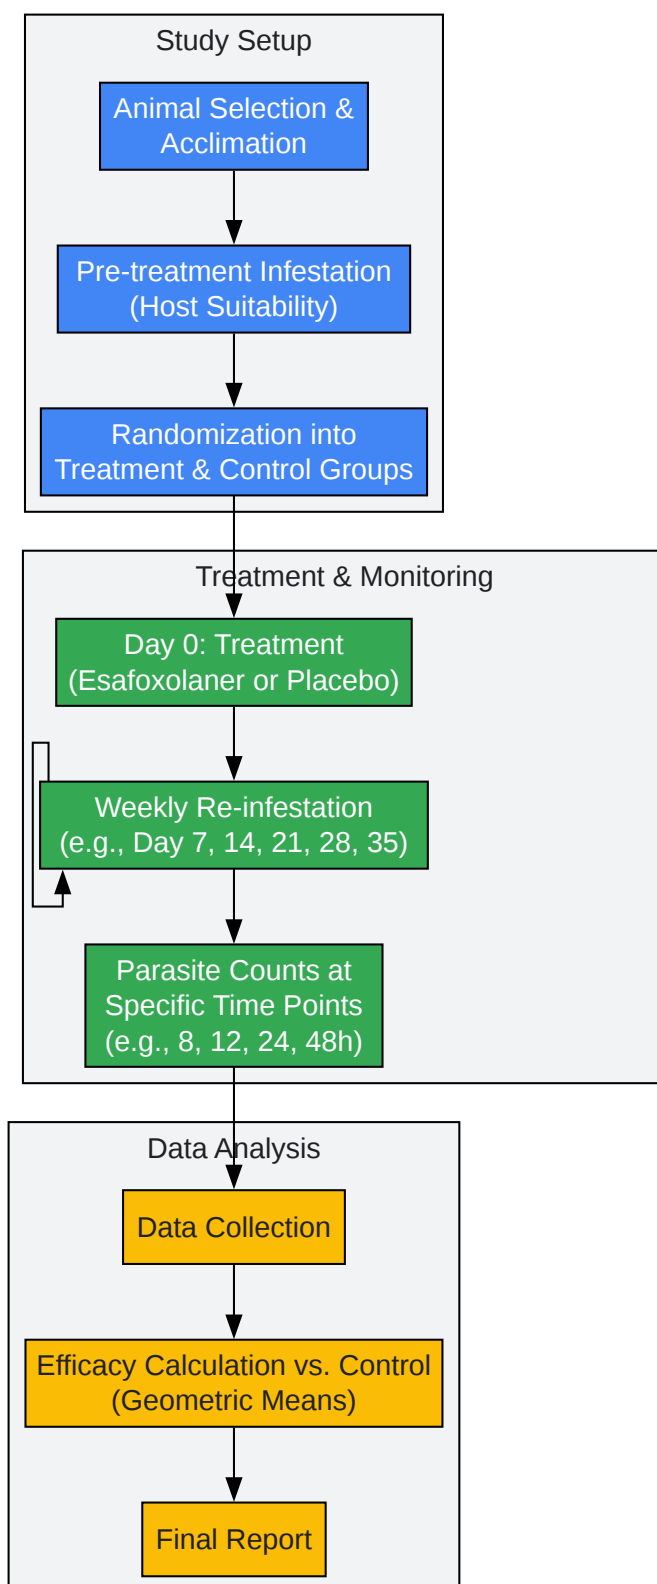 Study Setup
Animal Selection &
Acclimation
Pre-treatment Infestation
(Host Suitability)
Randomization into
Treatment & Control Groups
Treatment & Monitoring
Day 0: Treatment
(Esafoxolaner or Placebo)
Weekly Re-infestation
(e.g., Day 7, 14, 21, 28, 35)
Parasite Counts at
Specific Time Points
(e.g., 8, 12, 24, 48h)
Data Analysis
Data Collection
Efficacy Calculation vs. Control
(Geometric Means)
Final Report